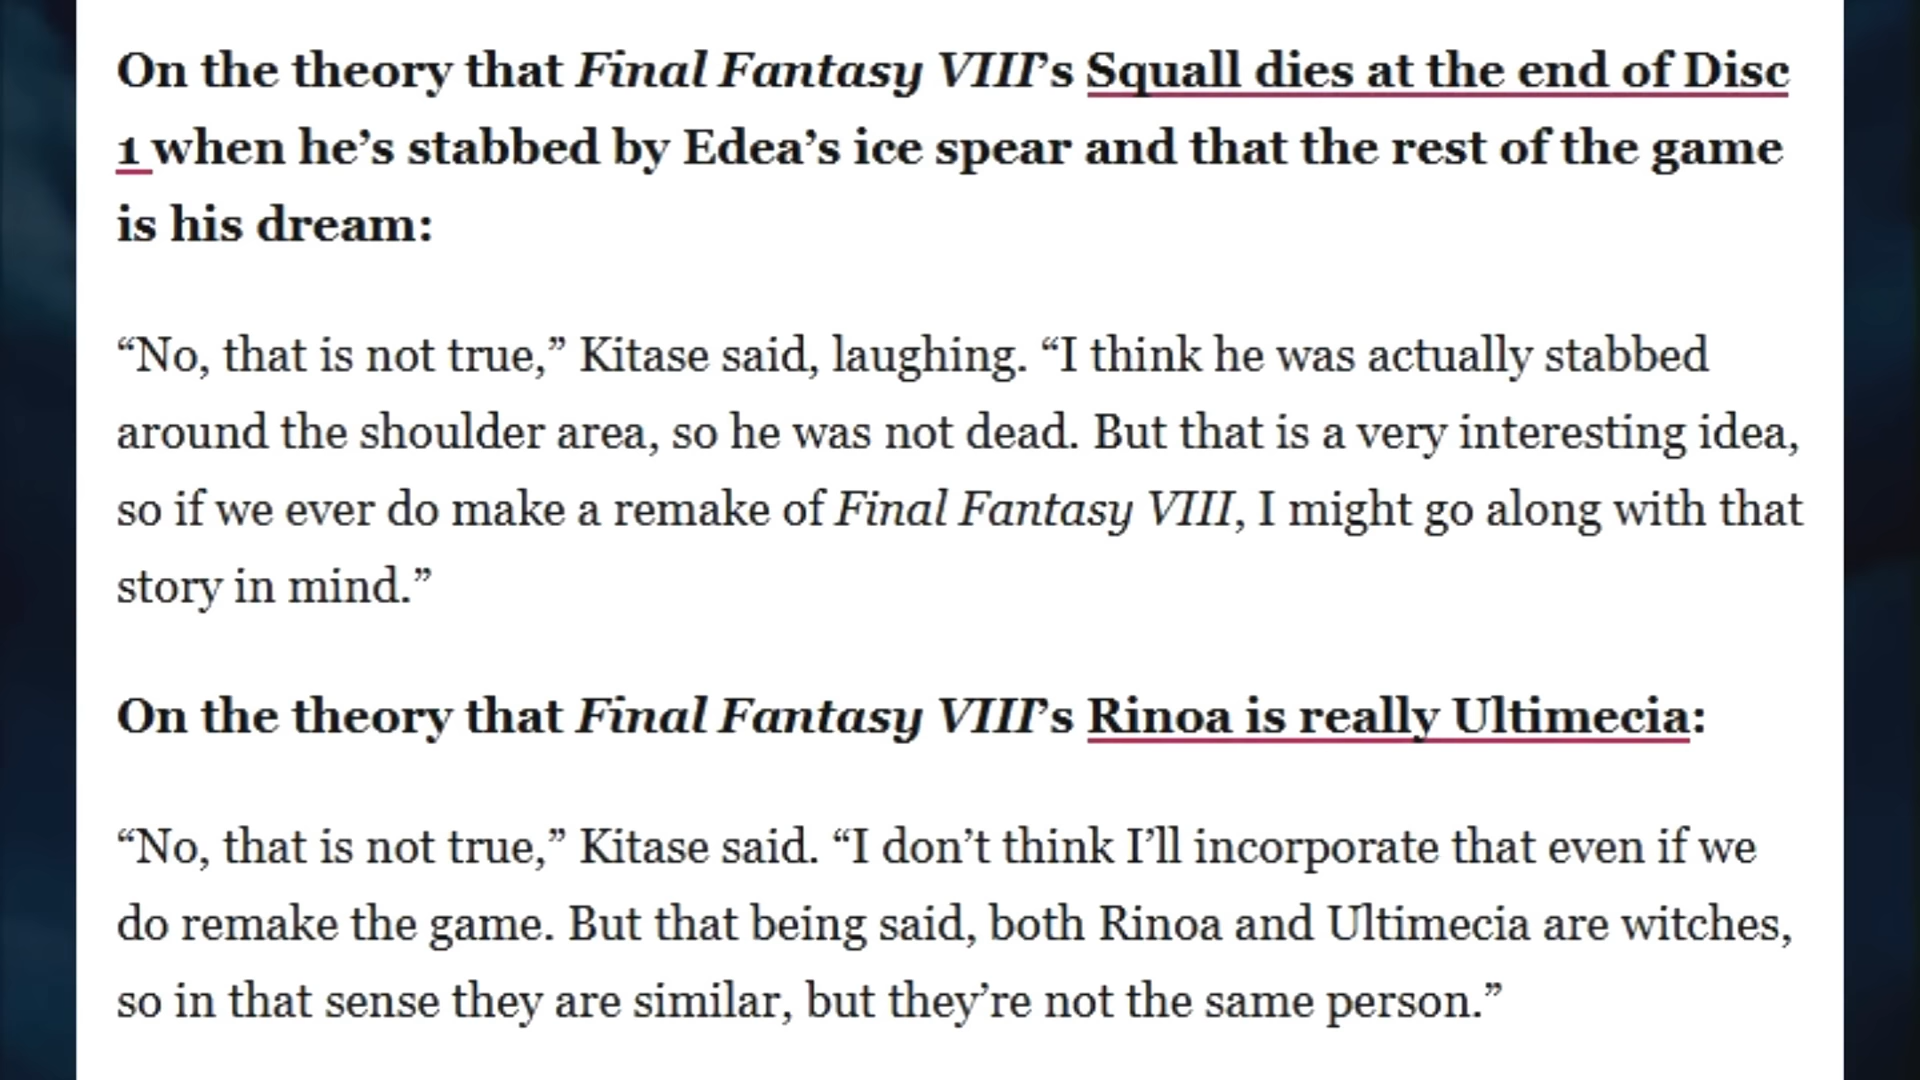 On the theory that Final Fantasy VIII’s Squall dies at the end of Disc
1 when he’s stabbed by Edea’s ice spear and that the rest of the game
is his dream:
“No, that is not true,” Kitase said, laughing. “I think he was actually stabbed
around the shoulder area, so he was not dead. But that is a very interesting idea,
so if we ever do make a remake of Final Fantasy VIII, I might go along with that
story in mind.”
On the theory that Final Fantasy VIII’s Rinoa is really Ultimecia:
“No, that is not true,” Kitase said. “I don’t think I’ll incorporate that even if we
do remake the game. But that being said, both Rinoa and Ultimecia are witches,
so in that sense they are similar, but they’re not the same person.”